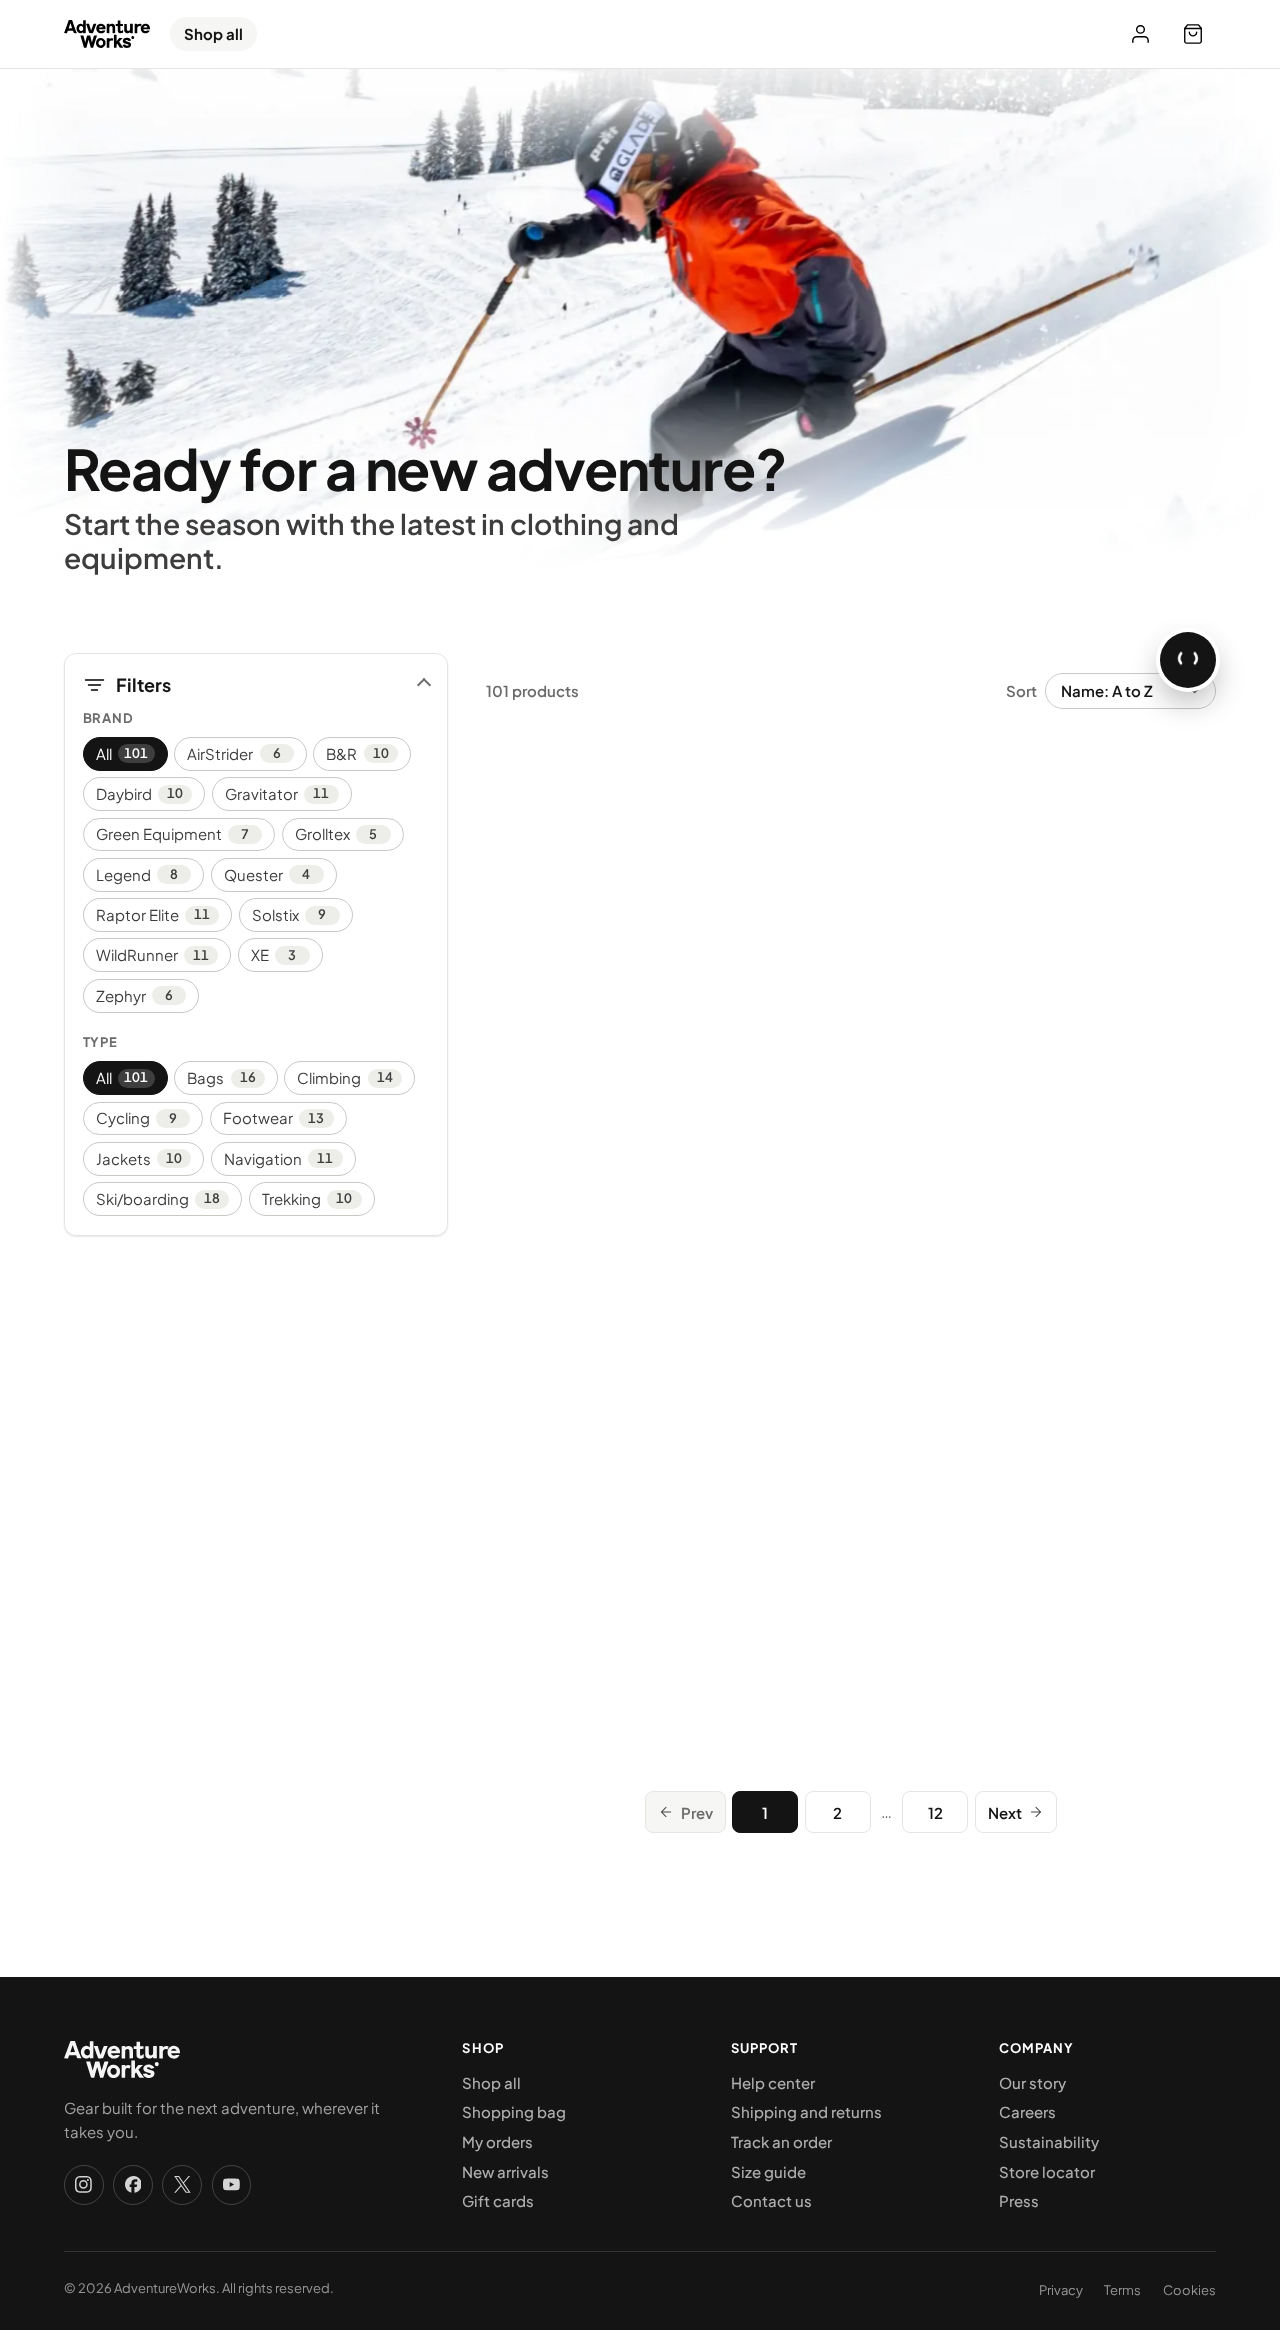 Adventure
Works
Shop all
pret
GLADE
Ready for a new adventure?
Start the season with the latest in clothing and
equipment.
Filters
101 products
Sort
Name: A to Z
BRAND
All 101
AirStrider 6
B&R 10
Daybird 10
Gravitator 11
Green Equipment 7
Grolltex 5
Legend 8
Quester 4
Raptor Elite 11
Solstix 9
WildRunner 11
XE 3
Zephyr 6
TYPE
All 101
Bags 16
Climbing 14
Cycling 9
Footwear 13
Jackets 10
Navigation 11
Ski/boarding 18
Trekking 10
Prev
1
2
...
12
Next
Adventure
Works
Gear built for the next adventure, wherever it
takes you.
SHOP
Shop all
Shopping bag
My orders
New arrivals
Gift cards
SUPPORT
Help center
Shipping and returns
Track an order
Size guide
Contact us
COMPANY
Our story
Careers
Sustainability
Store locator
Press
© 2026 AdventureWorks. All rights reserved.
Privacy
Terms
Cookies